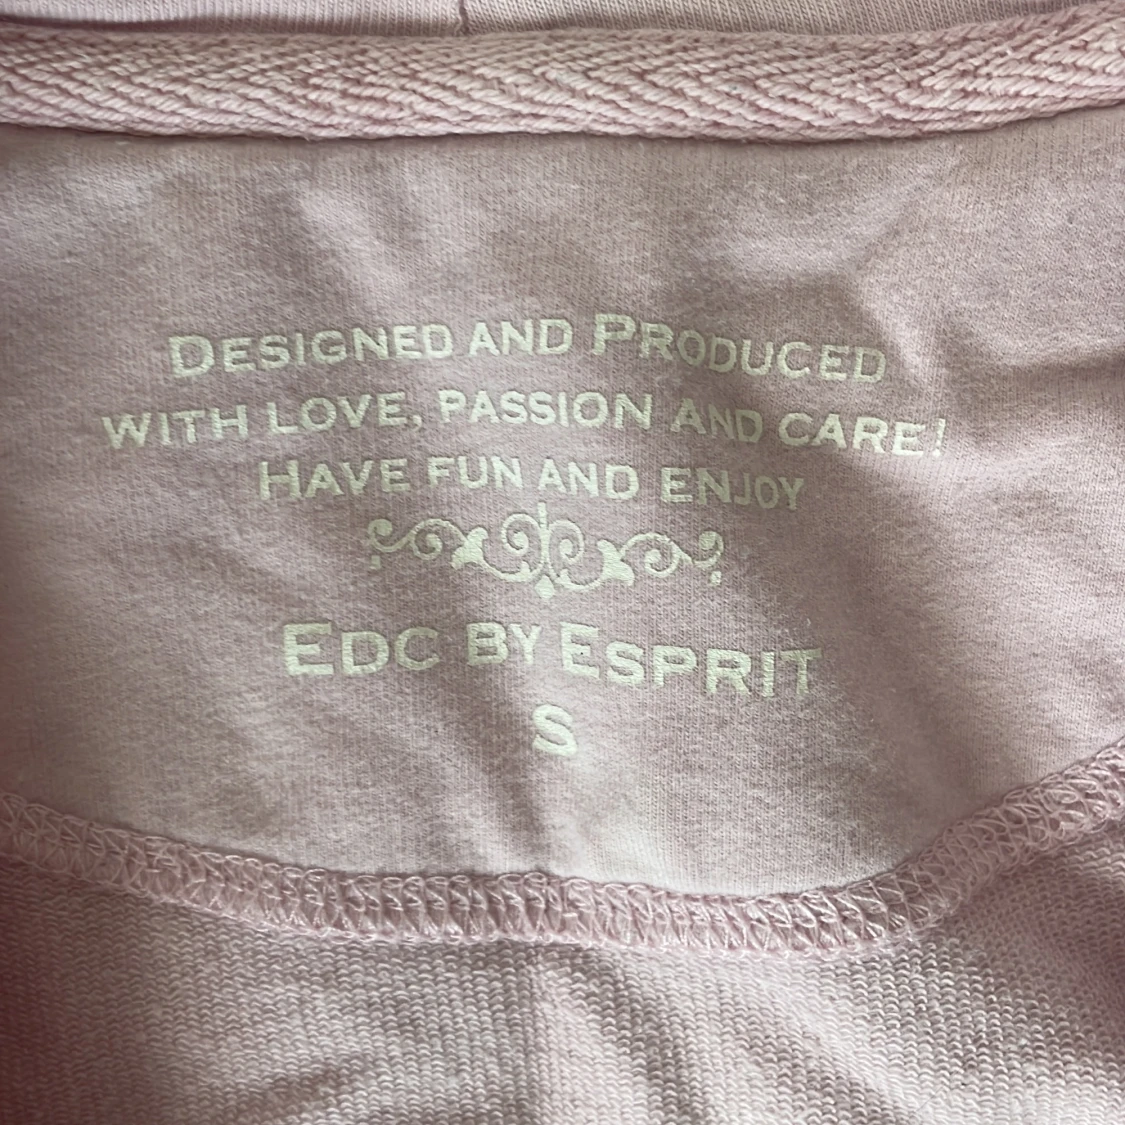 DESIGNED AND PRODUCED
WITH LOVE, PASSION AND CARE!
HAVE FUN AND ENJOY
EDC BY ESPRIT
S